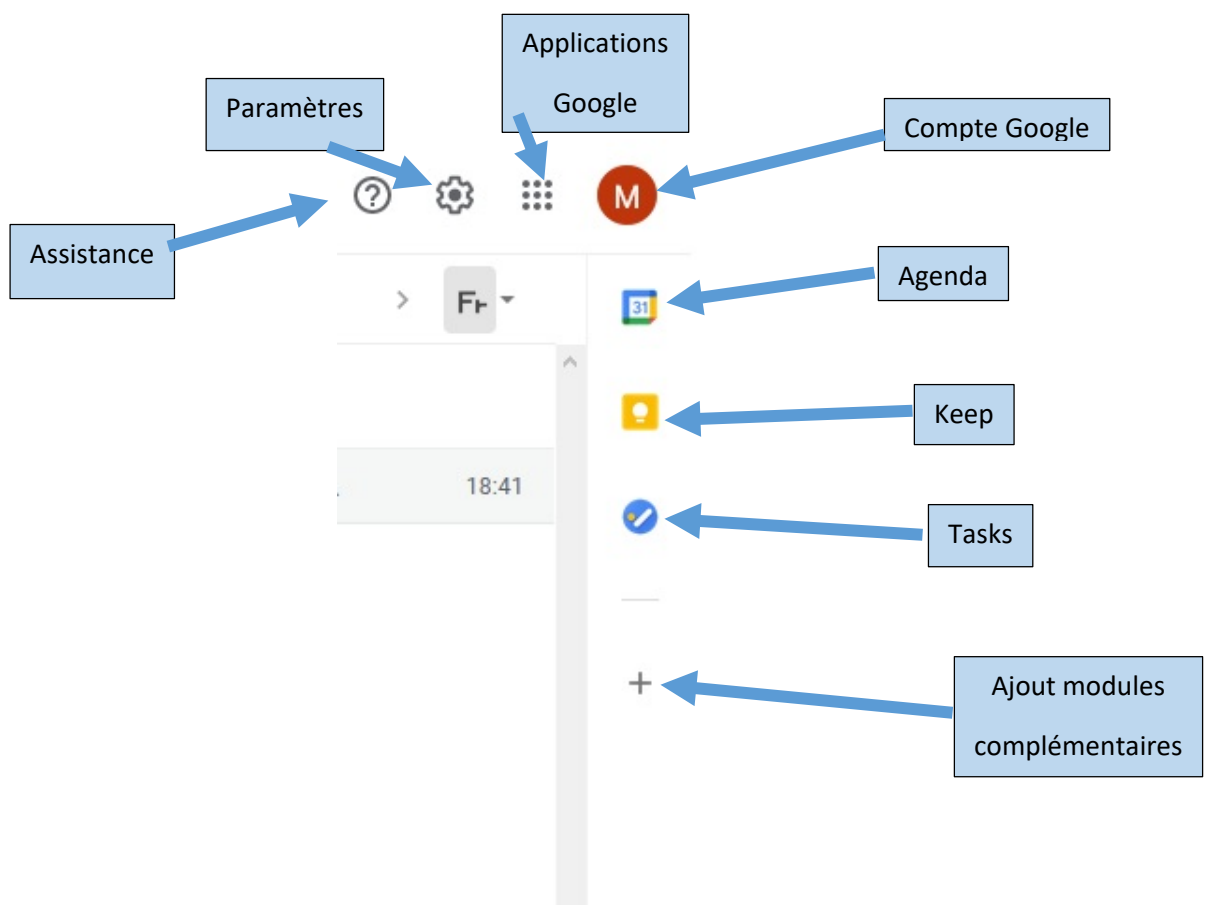 Applications
Google
Paramètres
Compte Google
M
Assistance
Agenda
31
Fr
Keep
18:41
Tasks
Ajout modules
complémentaires